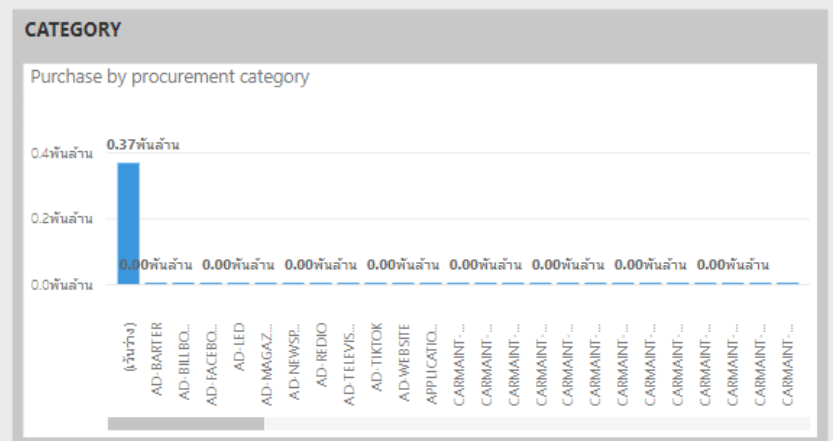 CATEGORY
Purchase by procurement category
0.37พันล้าน
0.4พันล้าน
0.2พันล้าน
0.00พันล้าน 0.00พันล้าน 0.00พันล้าน 0.00พันล้าน 0.00พันล้าน 0.00พันล้าน 0.00พันล้าน 0.00พันล้าน
0.0พันล้าน
(เว้นว่าง)
AD-BARTER
AD-BILLBO...
AD-FACEBO...
AD-LED
AD-MAGAZ...
AD-NEWSP...
AD-REDIO
AD-TELEVIS...
AD-TIKTOK
AD-WEBSITE
APPLICATIO...
CARMAINT-...
CARMAINT-...
CARMAINT-...
CARMAINT-...
CARMAINT-...
CARMAINT-...
CARMAINT-...
CARMAINT-...
CARMAINT-...
CARMAINT-...
CARMAINT-...
CARMAINT-...
CARMAINT-...